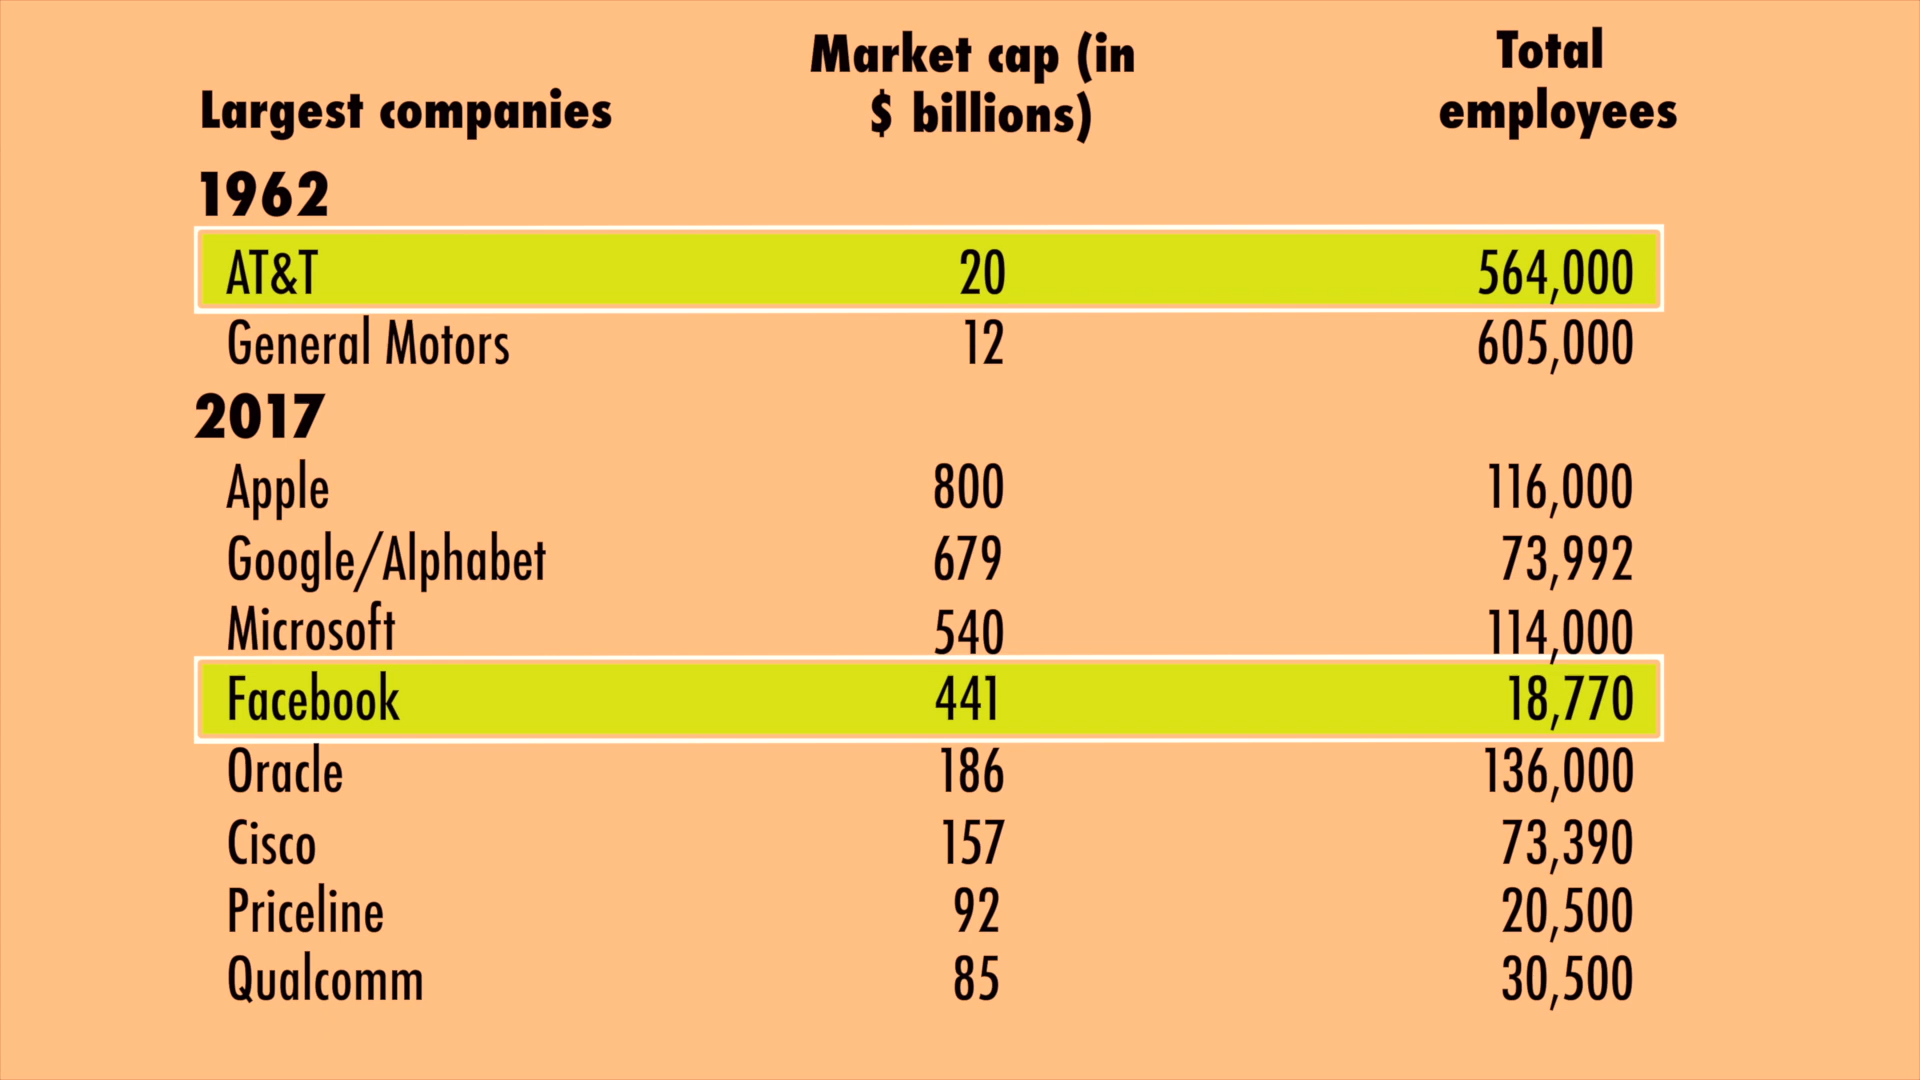 Largest companies Market cap (in $ billions) Total employees
1962
AT&T 20 564,000
General Motors 12 605,000
2017
Apple 800 116,000
Google/Alphabet 679 73,992
Microsoft 540 114,000
Facebook 441 18,770
Oracle 186 136,000
Cisco 157 73,390
Priceline 92 20,500
Qualcomm 85 30,500